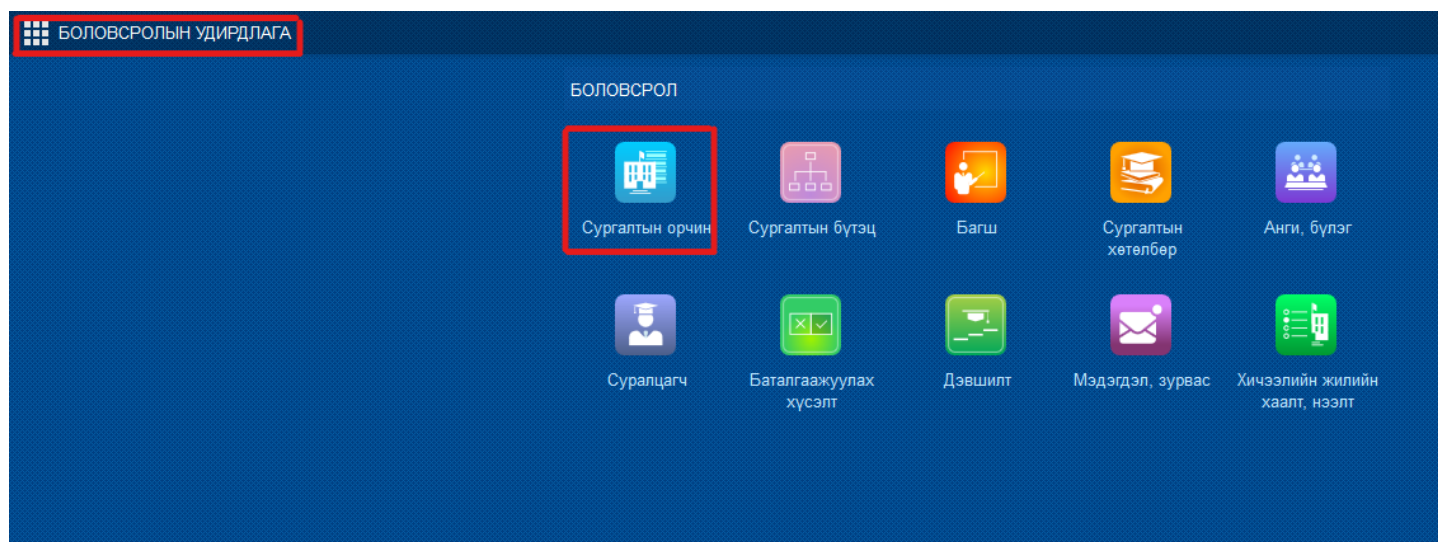 БОЛОВСРОЛЫН УДИРДЛАГА
БОЛОВСРОЛ
Сургалтын орчин
Сургалтын бүтэц
Багш
Сургалтын
хөтөлбөр
Анги, бүлэг
Суралцагч
Баталгаажуулах
хүсэлт
Дэвшилт
Мэдэгдэл, зурвас
Хичээлийн жилийн
хаалт, нээлт